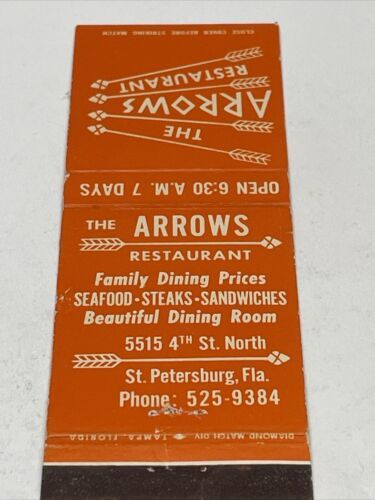 CLOSE COVER BEFORE STRIKING MATCH
THE
ARROWS
RESTAURANT
OPEN 6:30 A.M. 7 DAYS
THE ARROWS
RESTAURANT
Family Dining Prices
SEAFOOD-STEAKS-SANDWICHES
Beautiful Dining Room
5515 4TH St. North
St. Petersburg, Fla.
Phone: 525-9384
DIAMOND MATCH DIV TAMPA, FLORIDA